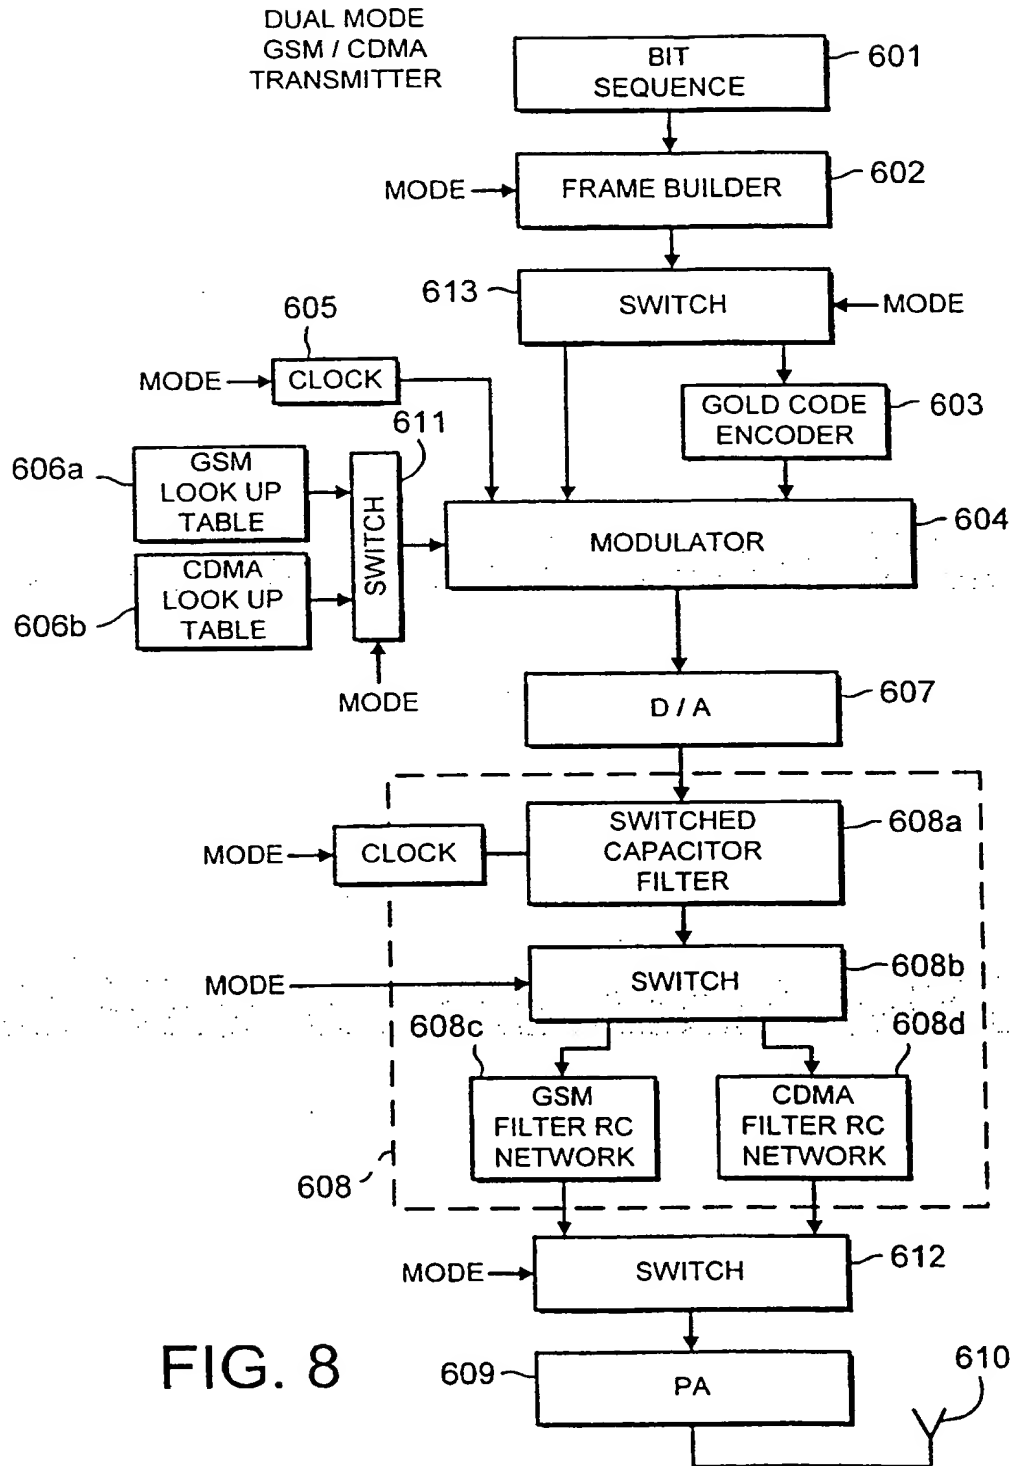 DUAL MODE
GSM / CDMA
TRANSMITTER
BIT
SEQUENCE
601
MODE
FRAME BUILDER
602
613
SWITCH
MODE
605
MODE
CLOCK
611
GOLD CODE
ENCODER
603
606a
GSM
LOOK UP
TABLE
SWITCH
MODULATOR
604
606b
CDMA
LOOK UP
TABLE
MODE
D / A
607
MODE
CLOCK
SWITCHED
CAPACITOR
FILTER
608a
MODE
SWITCH
608b
608c
608d
GSM
FILTER RC
NETWORK
CDMA
FILTER RC
NETWORK
608
MODE
SWITCH
612
FIG. 8
609
PA
610